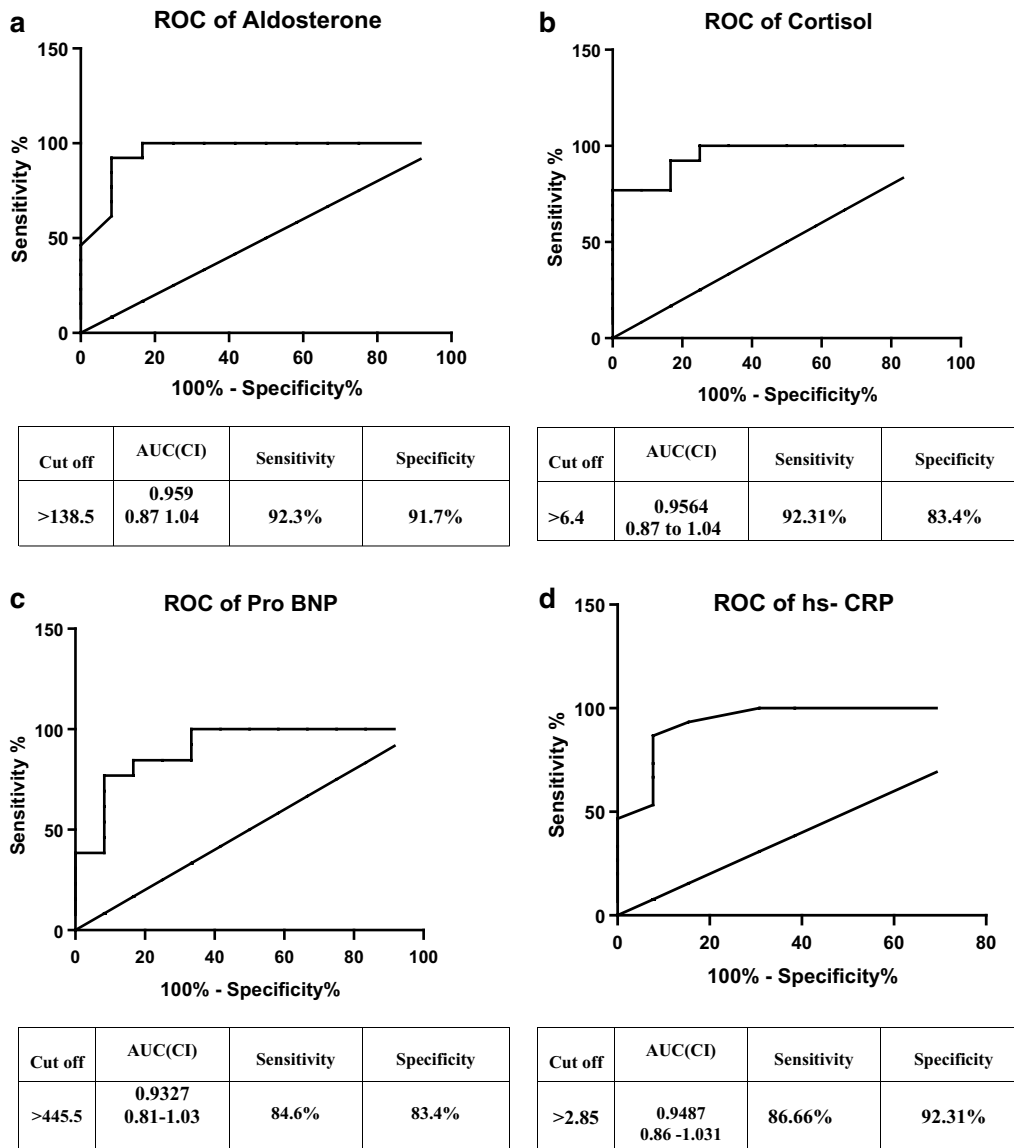 a
ROC of Aldosterone
150
100
50
0
Sensitivity %
0 20 40 60 80 100
100% - Specificity%
Cut off AUC(CI) Sensitivity Specificity
>138.5 0.959 92.3% 91.7%
0.87 1.04
b
ROC of Cortisol
150
100
50
0
Sensitivity %
0 20 40 60 80 100
100% - Specificity%
Cut off AUC(CI) Sensitivity Specificity
>6.4 0.9564 92.31% 83.4%
0.87 to 1.04
c
ROC of Pro BNP
150
100
50
0
Sensitivity %
0 20 40 60 80 100
100% - Specificity%
Cut off AUC(CI) Sensitivity Specificity
>445.5 0.9327 84.6% 83.4%
0.81-1.03
d
ROC of hs- CRP
150
100
50
0
Sensitivity %
0 20 40 60 80
100% - Specificity%
Cut off AUC(CI) Sensitivity Specificity
>2.85 0.9487 86.66% 92.31%
0.86 -1.031